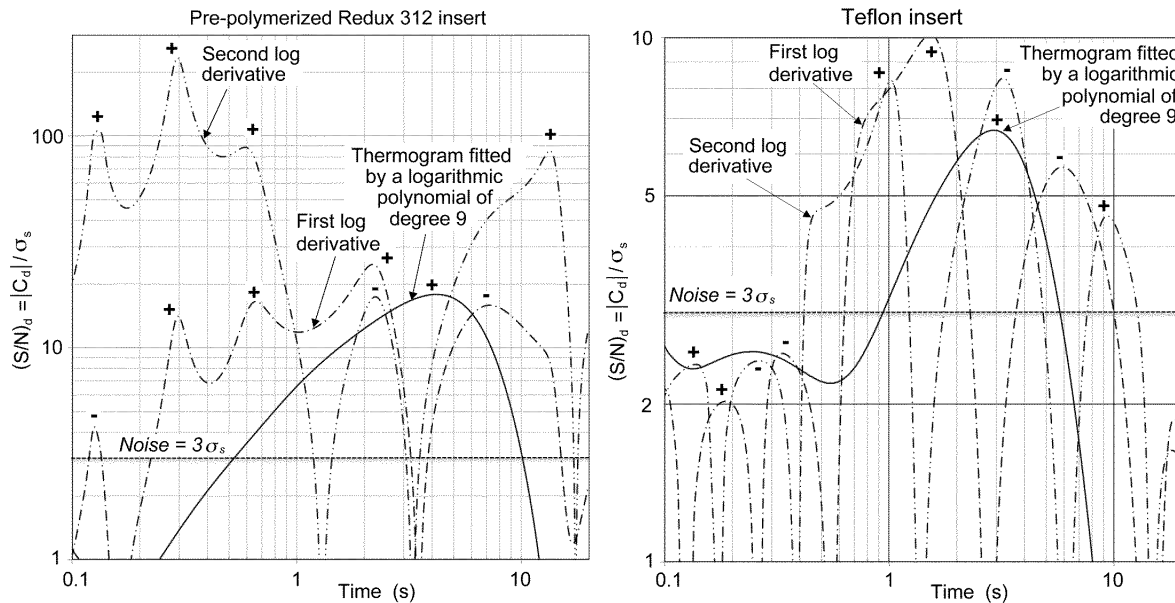 Pre-polymerized Redux 312 insert
+
+
+
+
Second log
derivative
100
Thermogram fitted
by a logarithmic
polynomial of
degree 9
First log
derivative
+
+
+
+
-
-
-
10
Noise = 3σs
1
0.1
1
10
Time (s)
(S/N)d = |Cd| / σs
Teflon insert
10
First log
derivative
+
+
-
Thermogram fitted
by a logarithmic
polynomial of
degree 9
Second log
derivative
+
-
+
5
Noise = 3σs
+
+
-
-
2
1
0.1
1
10
Time (s)
(S/N)d = |Cd| / σs